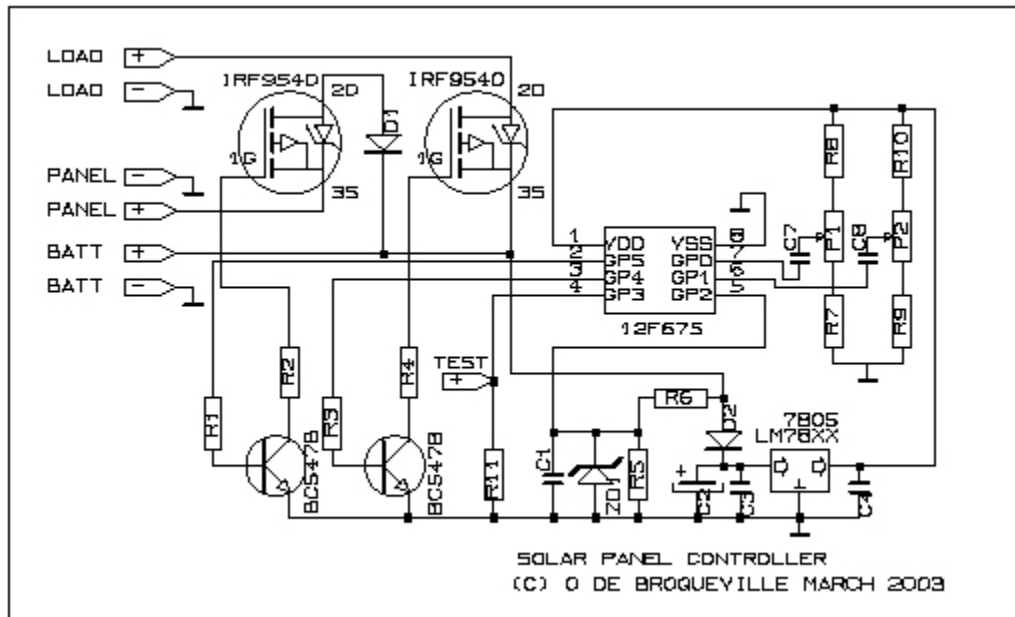 LOAD +
LOAD -
PANEL -
PANEL +
BATT +
BATT -
IRF9540
2D
1G
3S
D1
IRF9540
2D
1G
3S
1 VDD
2 GP5
3 GP4
4 GP3
VSS 8
GP0 7
GP1 6
GP2 5
12F675
C7
C8
R8
R10
P1
P2
R7
R9
TEST +
R1
R2
R3
R4
BC547B
BC547B
R11
C1
ZD1
R5
R6
D2
+
C2
C3
7805
LM78XX
C4
SOLAR PANEL CONTROLLER
(C) O DE BROQUEVILLE MARCH 2003